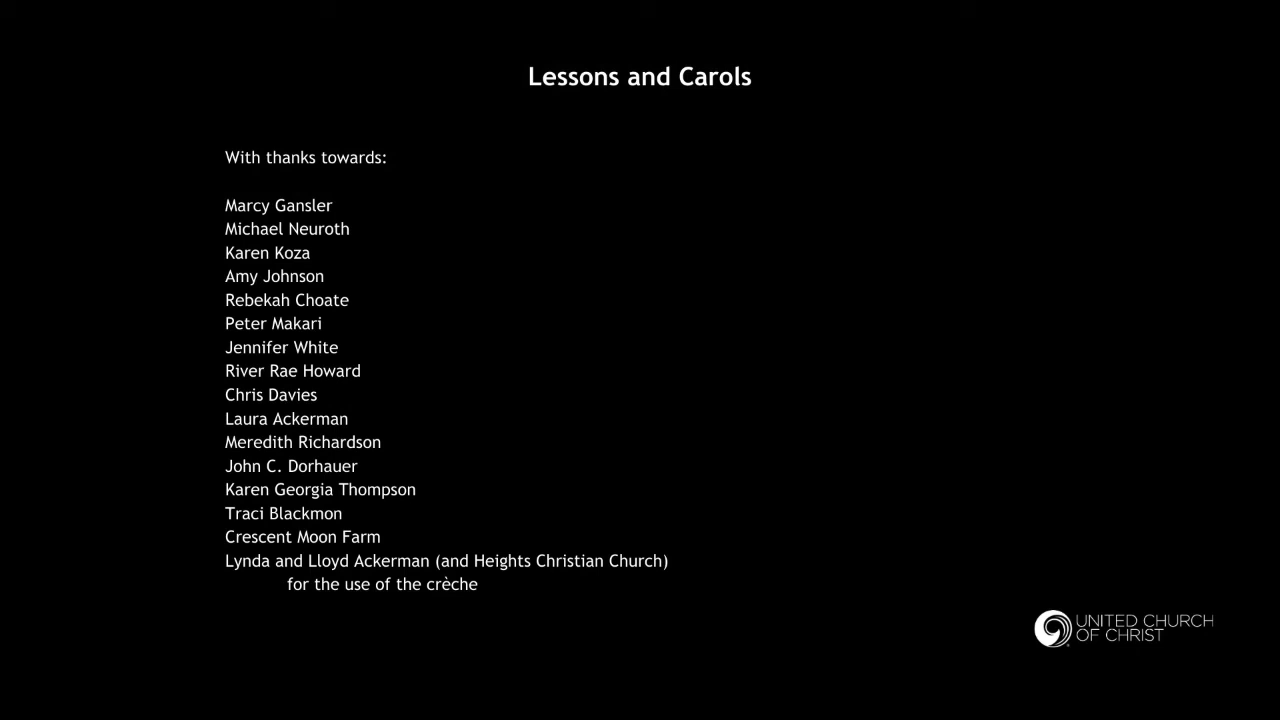 Lessons and Carols
With thanks towards:
Marcy Gansler
Michael Neuroth
Karen Koza
Amy Johnson
Rebekah Choate
Peter Makari
Jennifer White
River Rae Howard
Chris Davies
Laura Ackerman
Meredith Richardson
John C. Dorhauer
Karen Georgia Thompson
Traci Blackmon
Crescent Moon Farm
Lynda and Lloyd Ackerman (and Heights Christian Church)
for the use of the crèche
UNITED CHURCH
OF CHRIST